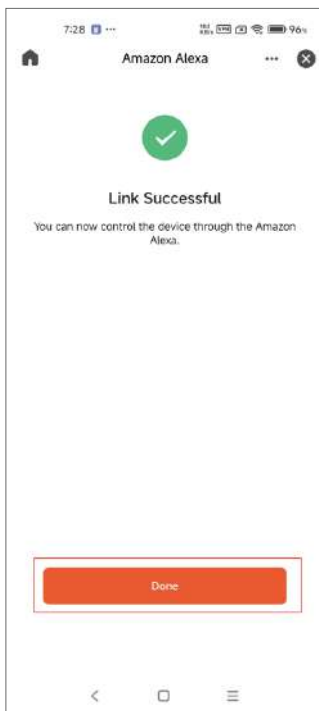 7:28
96%
Amazon Alexa
Link Successful
You can now control the device through the Amazon
Alexa.
Done